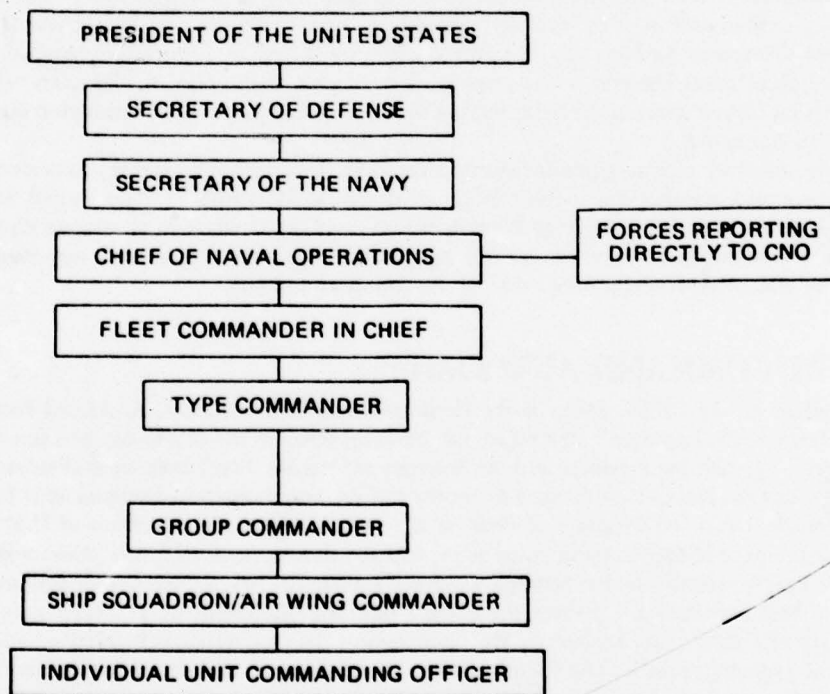 PRESIDENT OF THE UNITED STATES
SECRETARY OF DEFENSE
SECRETARY OF THE NAVY
CHIEF OF NAVAL OPERATIONS
FORCES REPORTING
DIRECTLY TO CNO
FLEET COMMANDER IN CHIEF
TYPE COMMANDER
GROUP COMMANDER
SHIP SQUADRON/AIR WING COMMANDER
INDIVIDUAL UNIT COMMANDING OFFICER